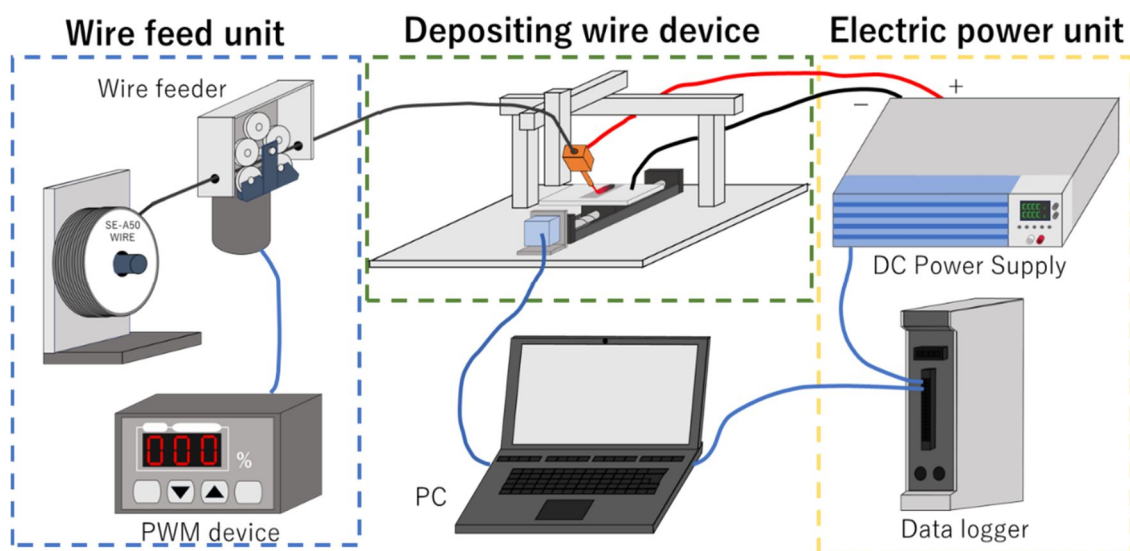 Wire feed unit
Depositing wire device
Electric power unit
Wire feeder
+
−
SE-A50
WIRE
DC Power Supply
000
%
PC
PWM device
Data logger